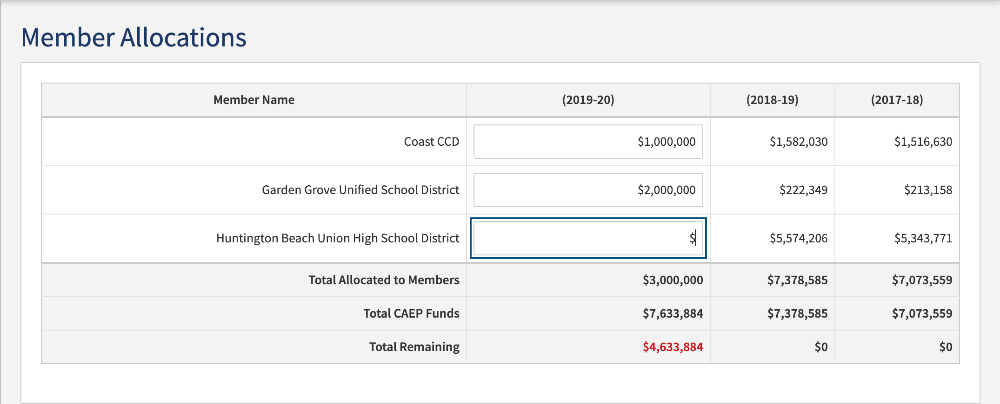 Member Allocations
Member Name (2019-20) (2018-19) (2017-18)
Coast CCD $1,000,000 $1,582,030 $1,516,630
Garden Grove Unified School District $2,000,000 $222,349 $213,158
Huntington Beach Union High School District $ $5,574,206 $5,343,771
Total Allocated to Members $3,000,000 $7,378,585 $7,073,559
Total CAEP Funds $7,633,884 $7,378,585 $7,073,559
Total Remaining $4,633,884 $0 $0